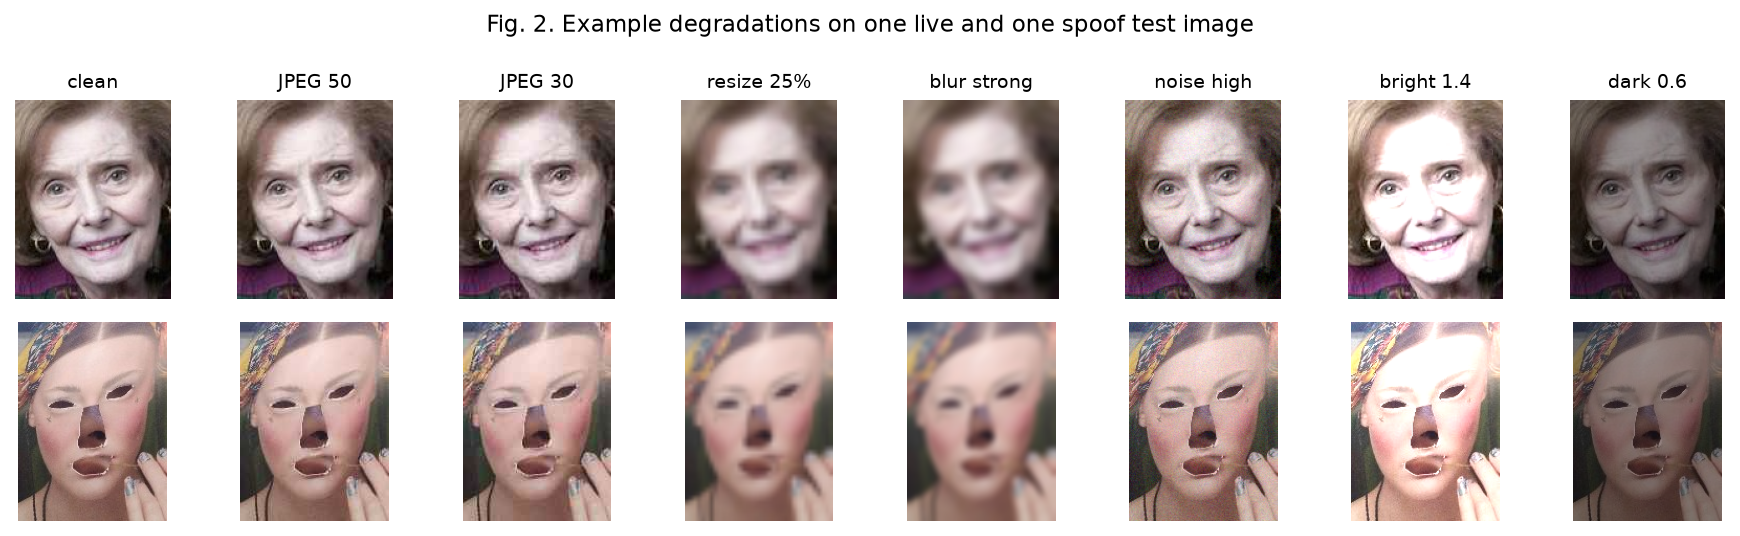 Fig. 2. Example degradations on one live and one spoof test image
clean JPEG 50 JPEG 30 resize 25% blur strong noise high bright 1.4 dark 0.6